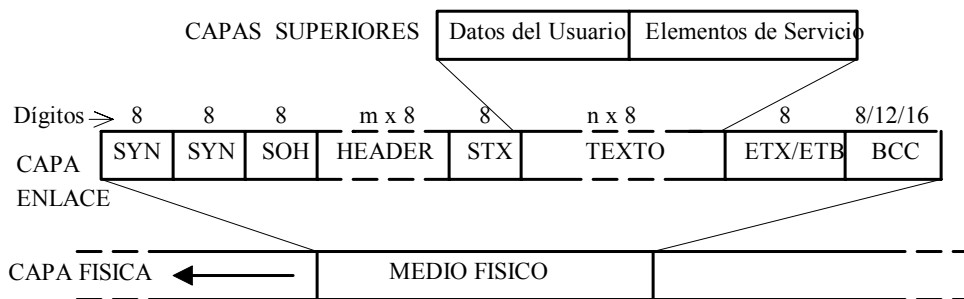 CAPAS SUPERIORES Datos del Usuario Elementos de Servicio
Dígitos 8 8 8 m x 8 8 n x 8 8 8/12/16
CAPA ENLACE SYN SYN SOH HEADER STX TEXTO ETX/ETB BCC
CAPA FISICA MEDIO FISICO